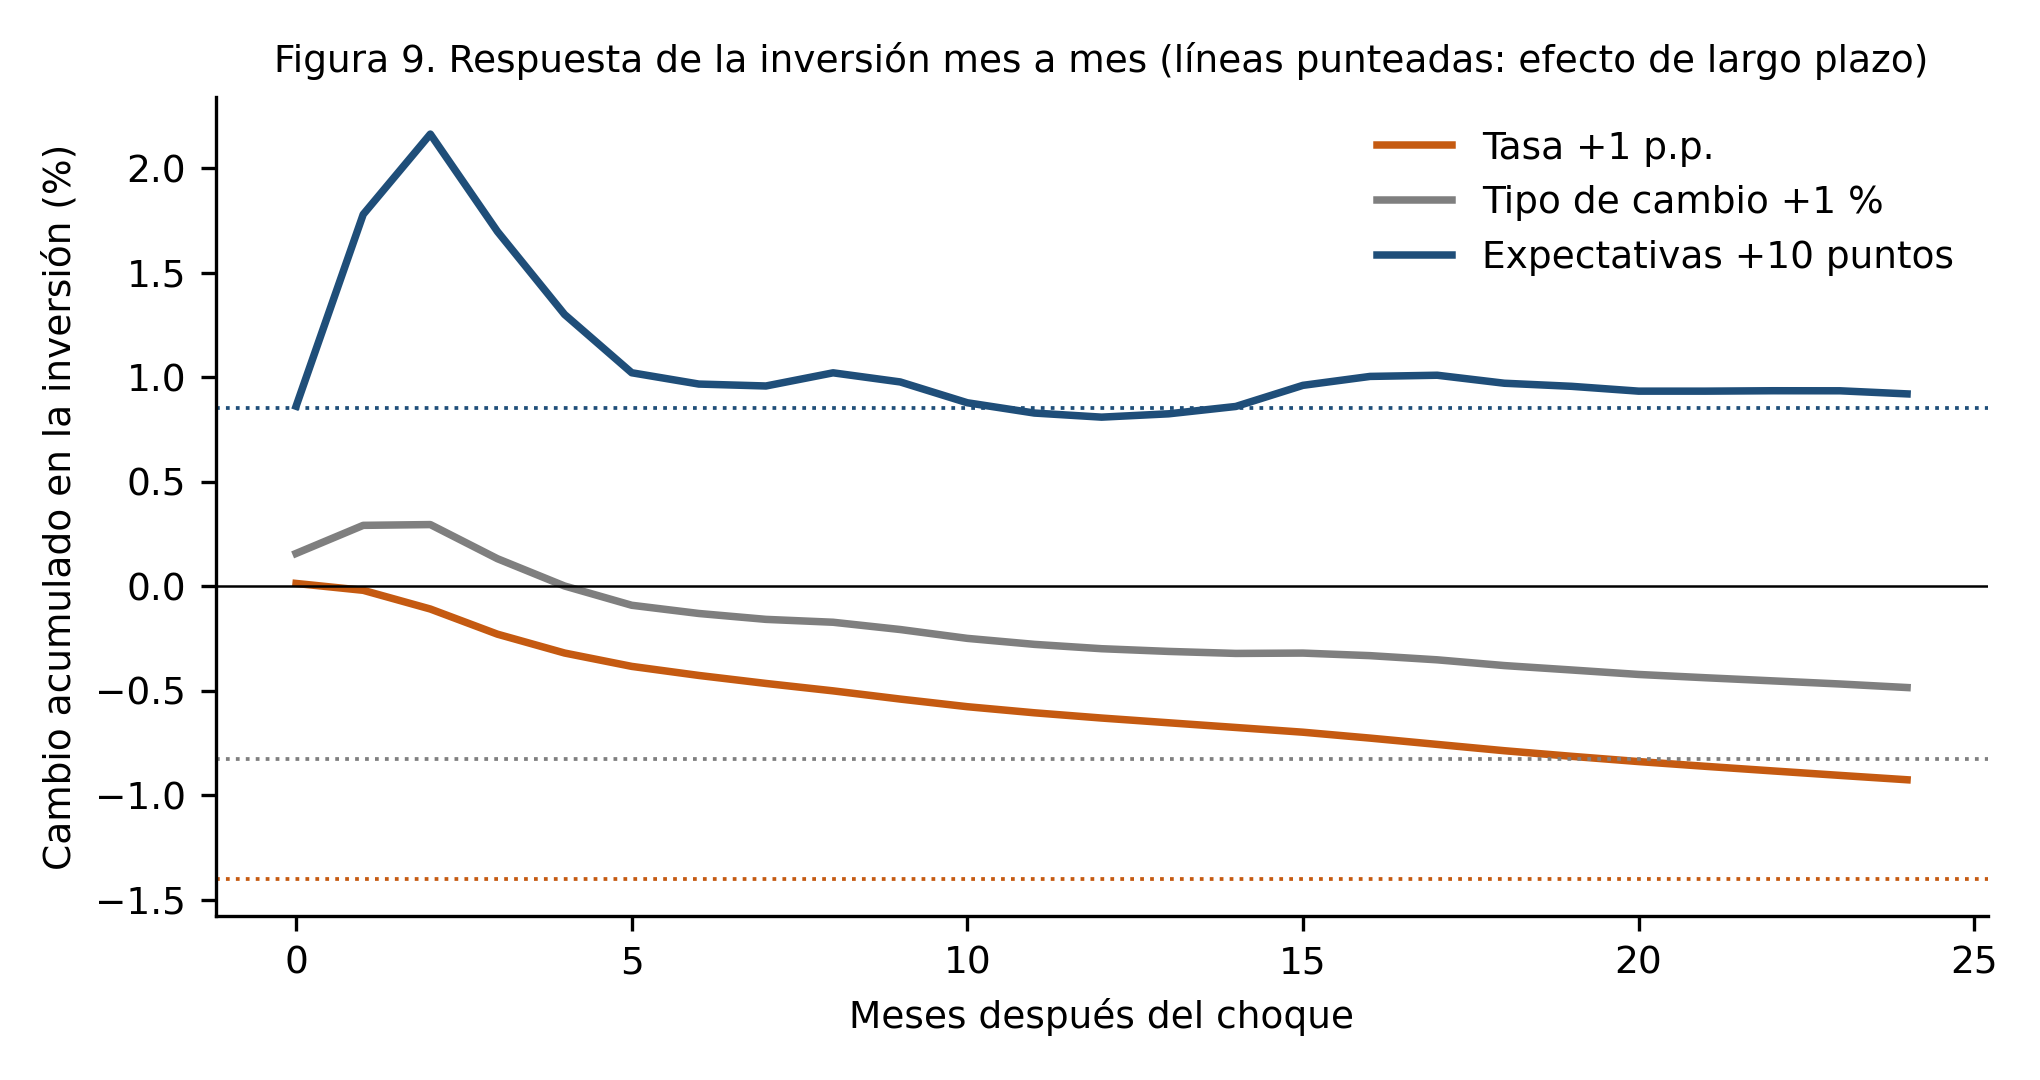 Figura 9. Respuesta de la inversión mes a mes (líneas punteadas: efecto de largo plazo)
Cambio acumulado en la inversión (%)
2.0
1.5
1.0
0.5
0.0
−0.5
−1.0
−1.5
Tasa +1 p.p.
Tipo de cambio +1 %
Expectativas +10 puntos
0 5 10 15 20 25
Meses después del choque